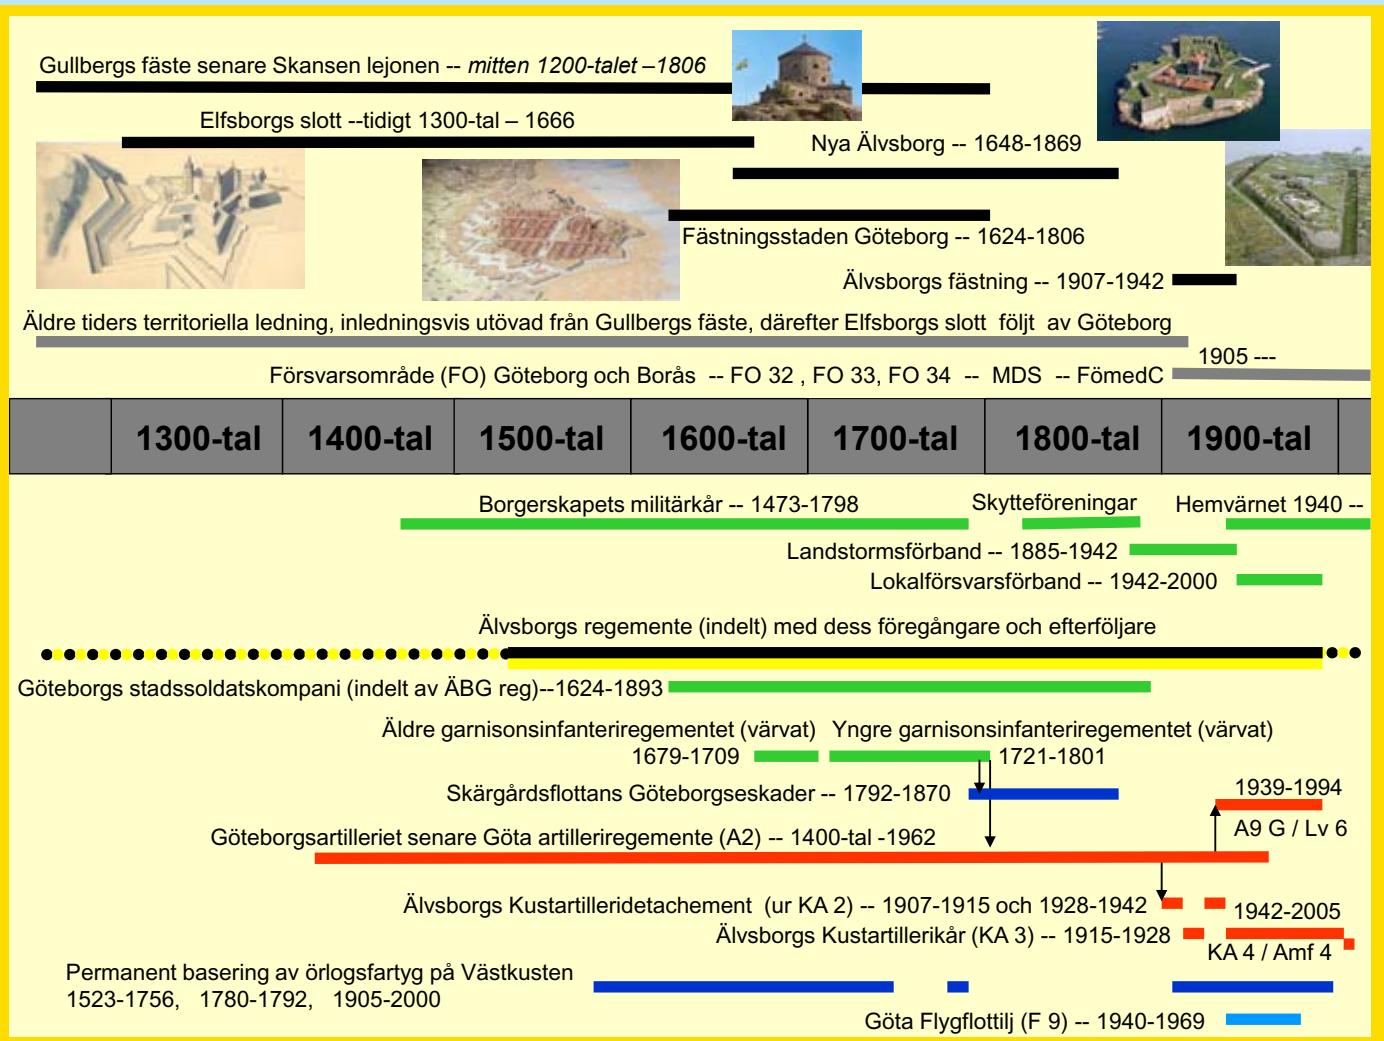 Gullbergs fäste senare Skansen lejonen -- mitten 1200-talet –1806
Elfsborgs slott --tidigt 1300-tal – 1666
Nya Älvsborg -- 1648-1869
Fästningsstaden Göteborg -- 1624-1806
Älvsborgs fästning -- 1907-1942
Äldre tiders territoriella ledning, inledningsvis utövad från Gullbergs fäste, därefter Elfsborgs slott följt av Göteborg
1905 ---
Försvarsområde (FO) Göteborg och Borås -- FO 32 , FO 33, FO 34 -- MDS -- FömedC
1300-tal 1400-tal 1500-tal 1600-tal 1700-tal 1800-tal 1900-tal
Borgerskapets militärkår -- 1473-1798
Skytteföreningar
Hemvärnet 1940 --
Landstormsförband -- 1885-1942
Lokalförsvarsförband -- 1942-2000
Älvsborgs regemente (indelt) med dess föregångare och efterföljare
Göteborgs stadssoldatskompani (indelt av ÄBG reg)--1624-1893
Äldre garnisonsinfanteriregementet (värvat)
1679-1709
Yngre garnisonsinfanteriregementet (värvat)
1721-1801
Skärgårdsflottans Göteborgseskader -- 1792-1870
1939-1994
A9 G / Lv 6
Göteborgsartilleriet senare Göta artilleriregemente (A2) -- 1400-tal -1962
Älvsborgs Kustartilleridetachement (ur KA 2) -- 1907-1915 och 1928-1942
1942-2005
Älvsborgs Kustartillerikår (KA 3) -- 1915-1928
KA 4 / Amf 4
Permanent basering av örlogsfartyg på Västkusten
1523-1756, 1780-1792, 1905-2000
Göta Flygflottilj (F 9) -- 1940-1969